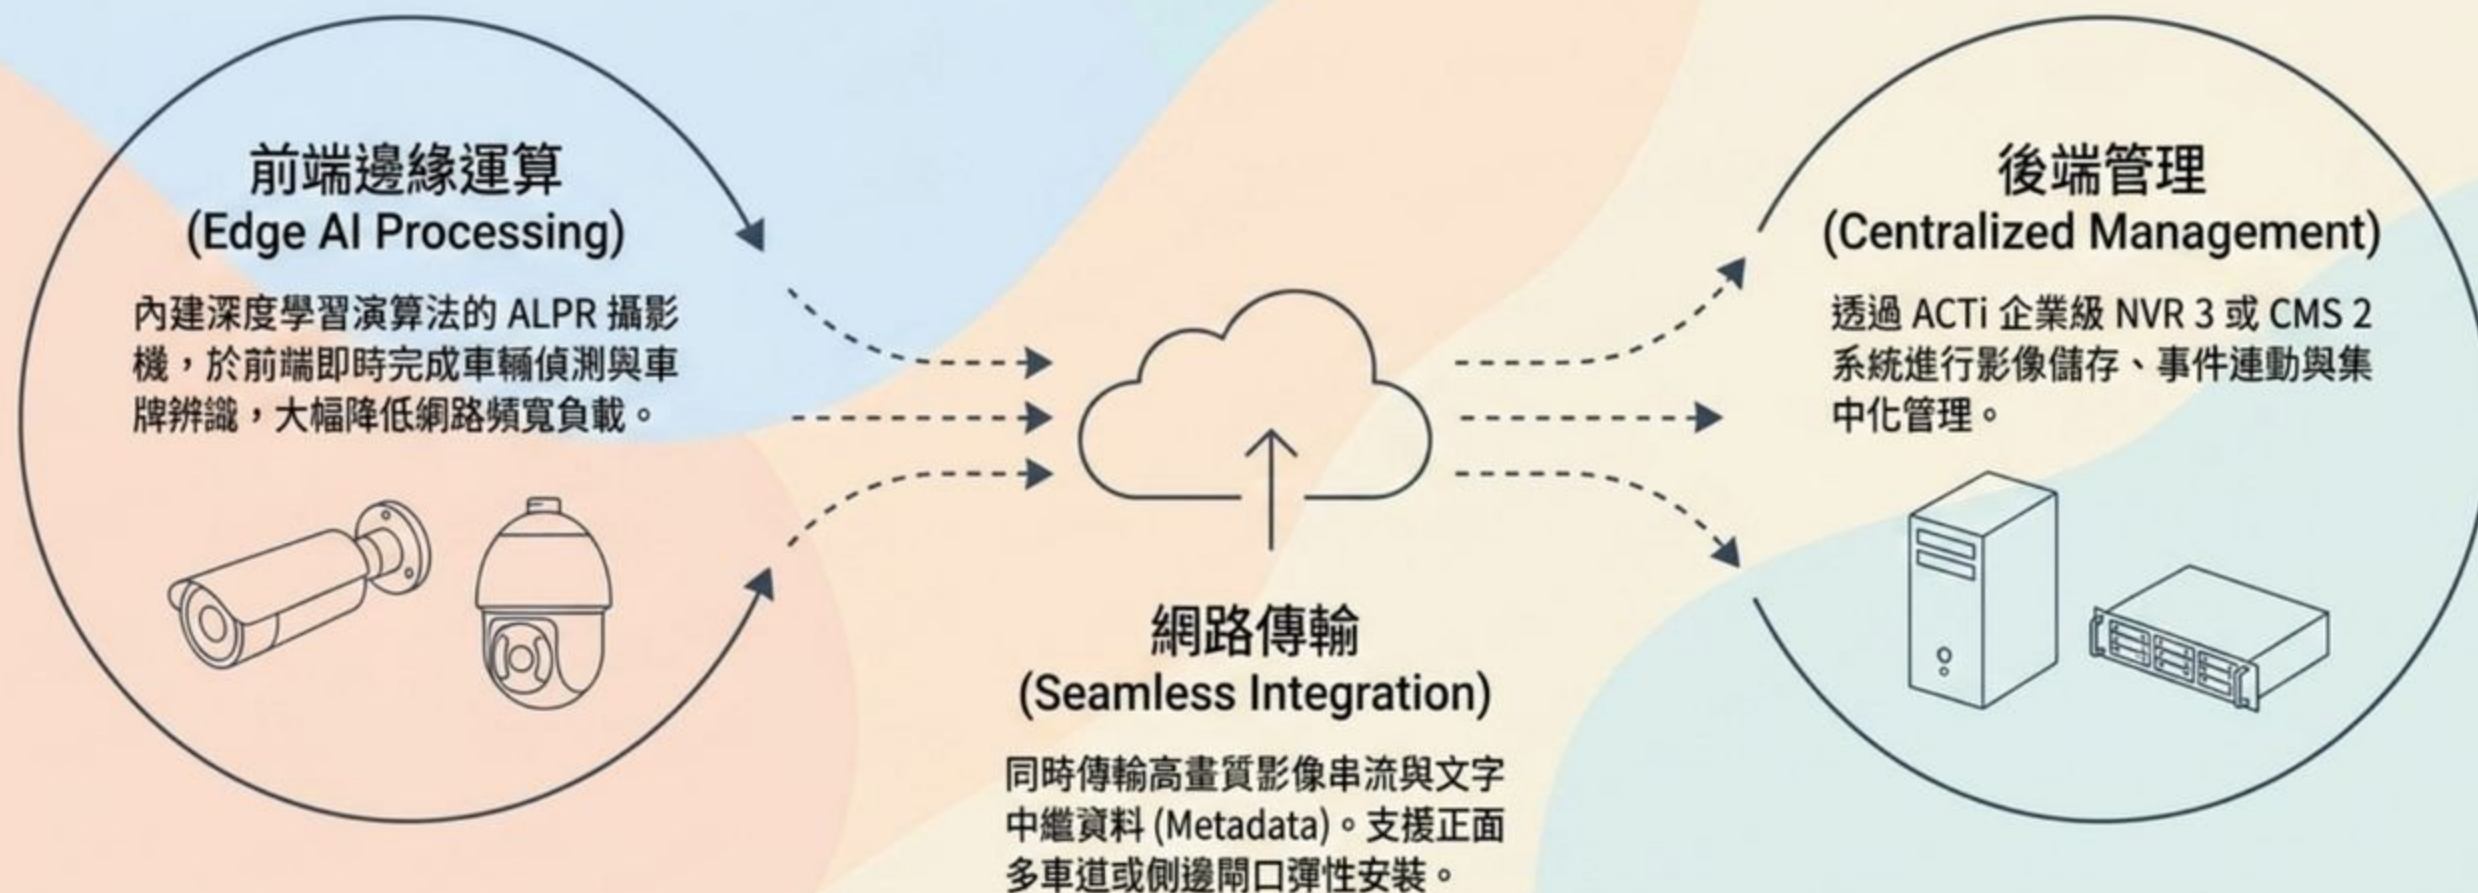 前端邊緣運算
(Edge AI Processing)
內建深度學習演算法的 ALPR 攝影
機，於前端即時完成車輛偵測與車
牌辨識，大幅降低網路頻寬負載。
網路傳輸
(Seamless Integration)
同時傳輸高畫質影像串流與文字
中繼資料 (Metadata)。支援正面
多車道或側邊閘口彈性安裝。
後端管理
(Centralized Management)
透過 ACTi 企業級 NVR 3 或 CMS 2
系統進行影像儲存、事件連動與集
中化管理。